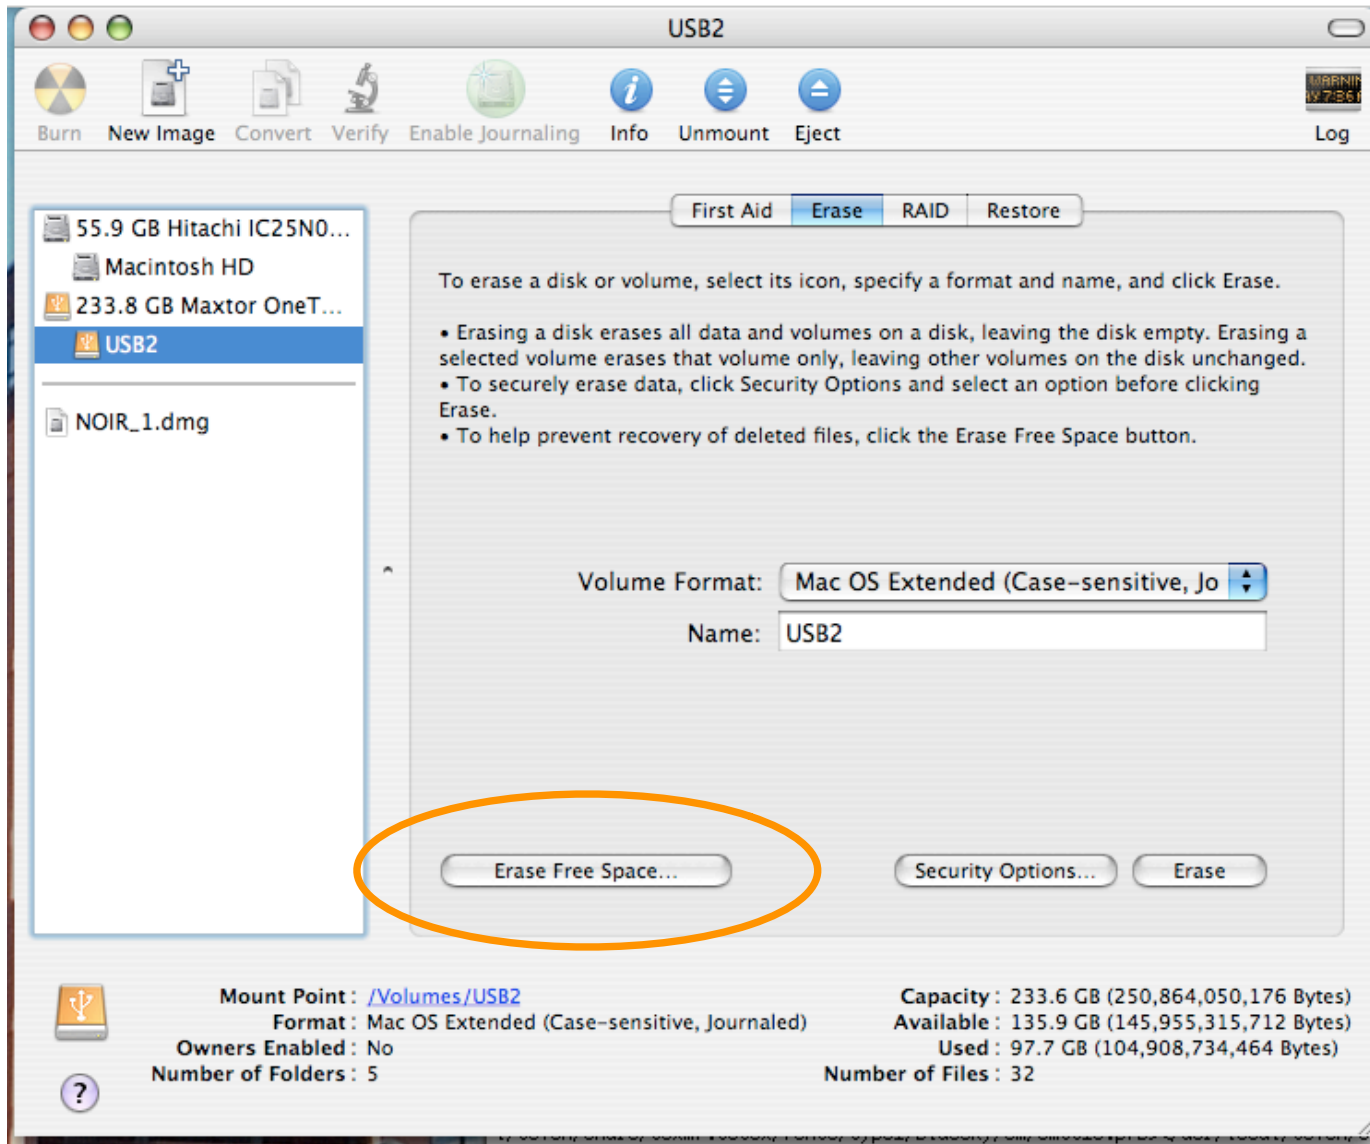 USB2
Burn New Image Convert Verify Enable Journaling Info Unmount Eject Log
WARNIN
First Aid Erase RAID Restore
55.9 GB Hitachi IC25N0...
Macintosh HD
233.8 GB Maxtor OneT...
USB2
NOIR_1.dmg
To erase a disk or volume, select its icon, specify a format and name, and click Erase.
• Erasing a disk erases all data and volumes on a disk, leaving the disk empty. Erasing a
selected volume erases that volume only, leaving other volumes on the disk unchanged.
• To securely erase data, click Security Options and select an option before clicking
Erase.
• To help prevent recovery of deleted files, click the Erase Free Space button.
Volume Format: Mac OS Extended (Case-sensitive, Jo
Name: USB2
Erase Free Space... Security Options... Erase
Mount Point : /Volumes/USB2
Format : Mac OS Extended (Case-sensitive, Journaled)
Owners Enabled : No
Number of Folders : 5
Capacity : 233.6 GB (250,864,050,176 Bytes)
Available : 135.9 GB (145,955,315,712 Bytes)
Used : 97.7 GB (104,908,734,464 Bytes)
Number of Files : 32
?